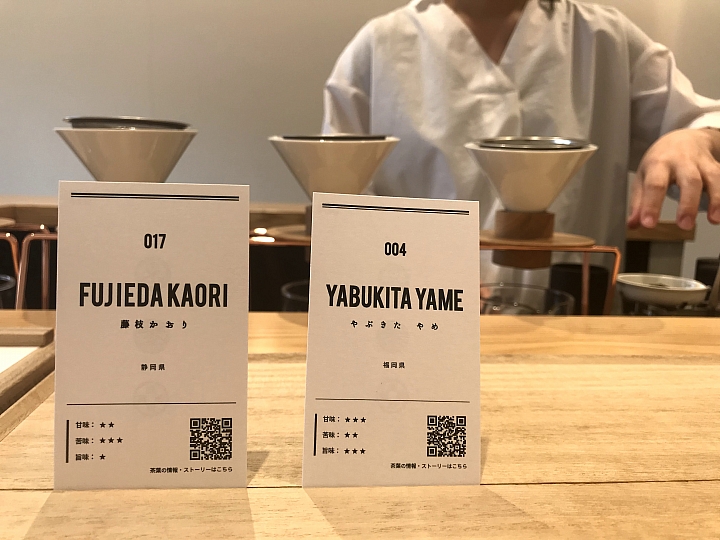 017
FUJIEDA KAORI
藤枝かおり
静岡県
甘味：★★
苦味：★★★
旨味：★
茶葉の情報・ストーリーはこちら
004
YABUKITA YAME
やぶきた やめ
福岡県
甘味：★★★
苦味：★★
旨味：★★★
茶葉の情報・ストーリーはこちら